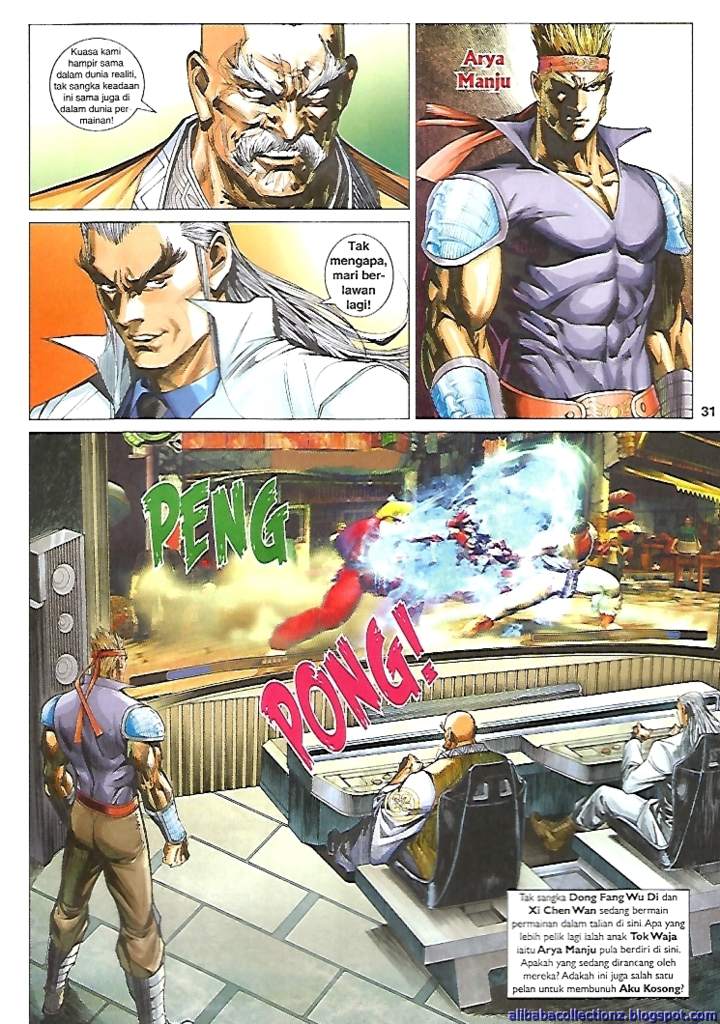 Kuasa kami
hampir sama
dalam dunia realiti,
tak sangka keadaan
ini sama juga di
dalam dunia per-
mainan!
Arya
Manju
Tak
mengapa,
mari ber-
lawan
lagi!
31
PENG
PONG!
Tak sangka Dong Fang Wu Di dan
Xi Chen Wan sedang bermain
permainan dalam talian di sini. Apa yang
lebih pelik lagi ialah anak Tok Waja
iaitu Arya Manju pula berdiri di sini.
Apakah yang sedang dirancang oleh
mereka? Adakah ini juga salah satu
pelan untuk membunuh Aku Kosong?
alibabacollectionz.blogspot.com